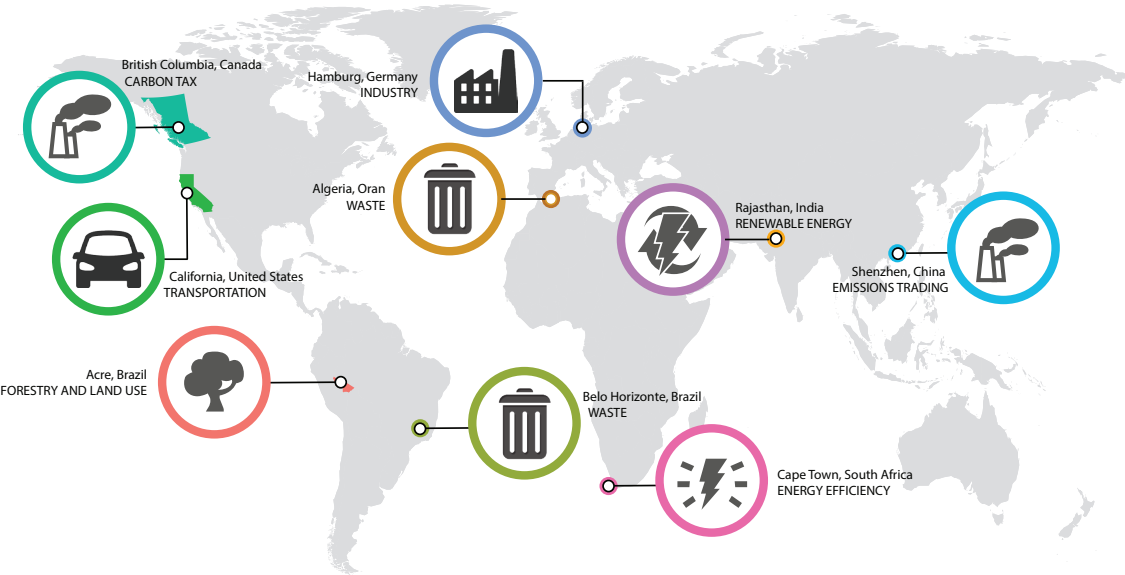 British Columbia, Canada
CARBON TAX
Hamburg, Germany
INDUSTRY
Algeria, Oran
WASTE
Rajasthan, India
RENEWABLE ENERGY
Shenzhen, China
EMISSIONS TRADING
California, United States
TRANSPORTATION
Acre, Brazil
FORESTRY AND LAND USE
Belo Horizonte, Brazil
WASTE
Cape Town, South Africa
ENERGY EFFICIENCY